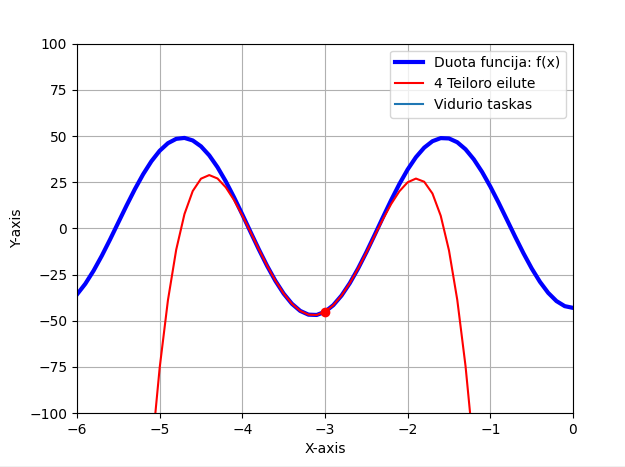 Duota funcija: f(x)
4 Teiloro eilute
Vidurio taskas
100
75
50
25
0
−25
−50
−75
−100
Y-axis
−6 −5 −4 −3 −2 −1 0
X-axis